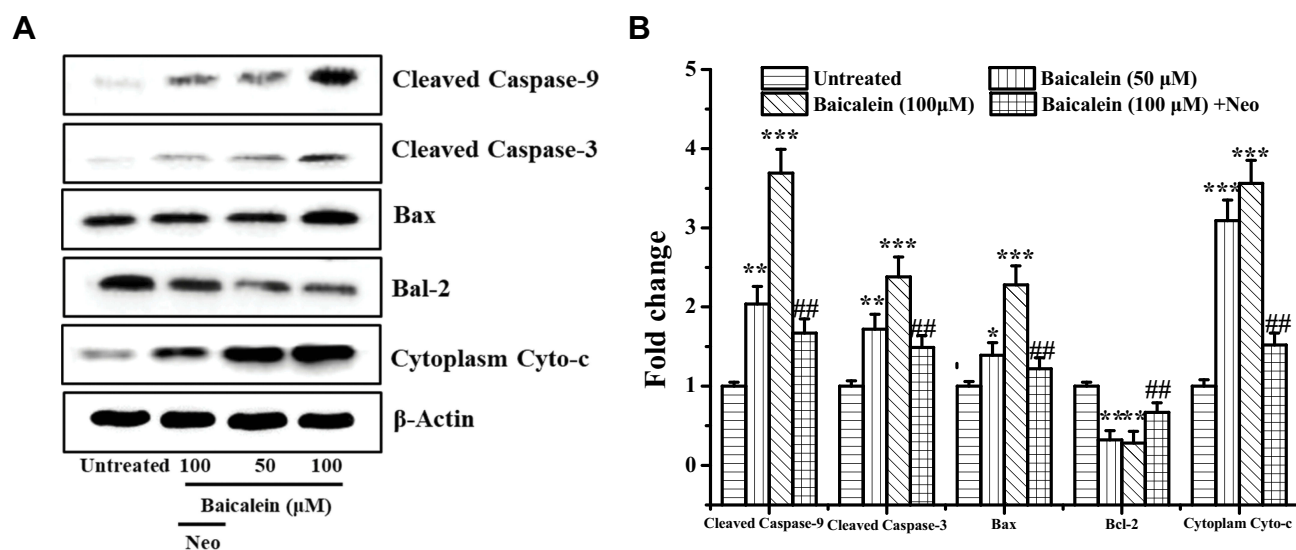 A
Cleaved Caspase-9
Cleaved Caspase-3
Bax
Bal-2
Cytoplasm Cyto-c
β-Actin
Untreated 100 50 100
Baicalein (μM)
Neo
B
Untreated
Baicalein (50 μM)
Baicalein (100μM)
Baicalein (100 μM) +Neo
Fold change
5
4
3
2
1
0
**
***
##
**
***
##
*
***
##
**
**
##
***
***
##
Cleaved Caspase-9 Cleaved Caspase-3 Bax Bcl-2 Cytoplam Cyto-c